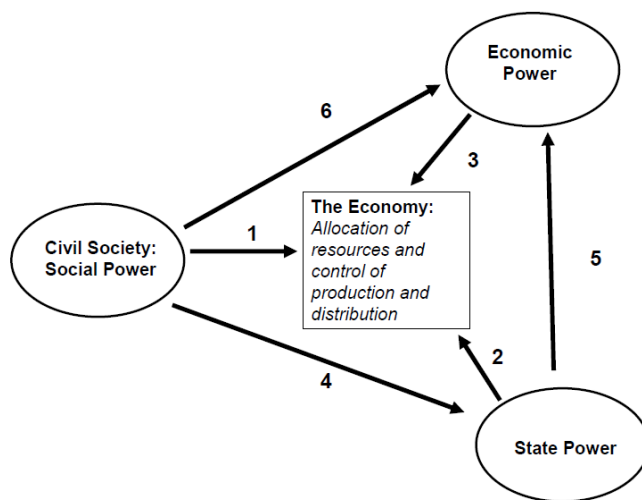 Economic
Power
6
3
The Economy:
Allocation of
resources and
control of
production and
distribution
1
Civil Society:
Social Power
5
2
4
State Power